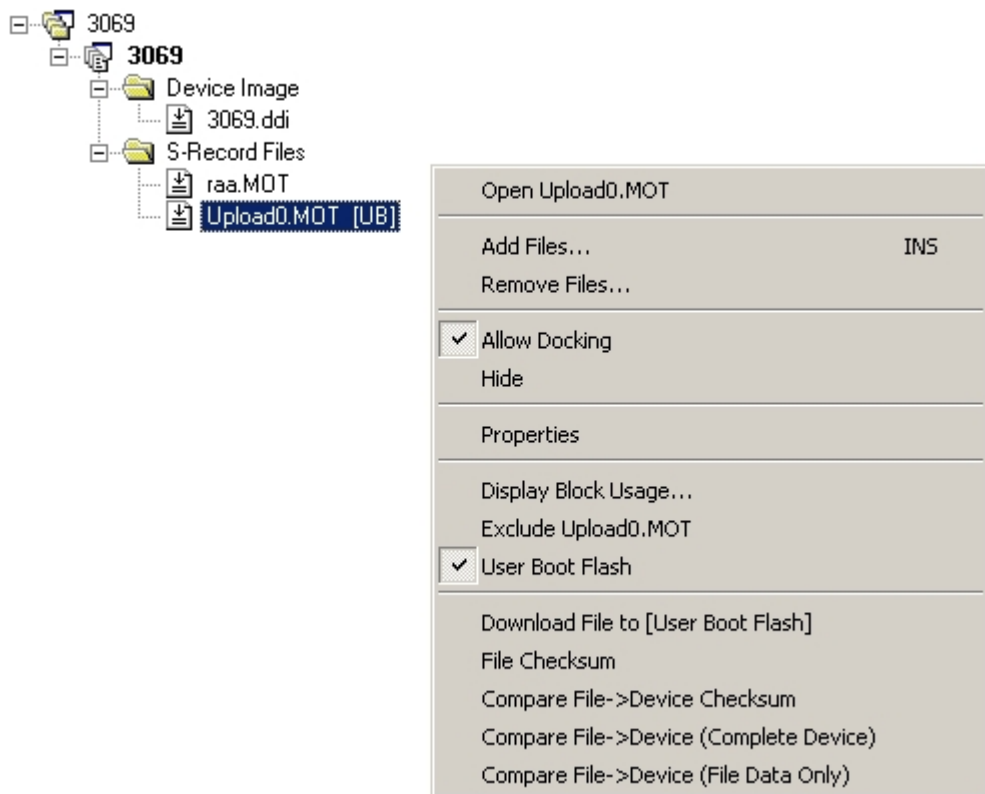 3069
3069
Device Image
3069.ddi
S-Record Files
raa.MOT
Upload0.MOT [UB]
Open Upload0.MOT
Add Files... INS
Remove Files...
Allow Docking
Hide
Properties
Display Block Usage...
Exclude Upload0.MOT
User Boot Flash
Download File to [User Boot Flash]
File Checksum
Compare File->Device Checksum
Compare File->Device (Complete Device)
Compare File->Device (File Data Only)